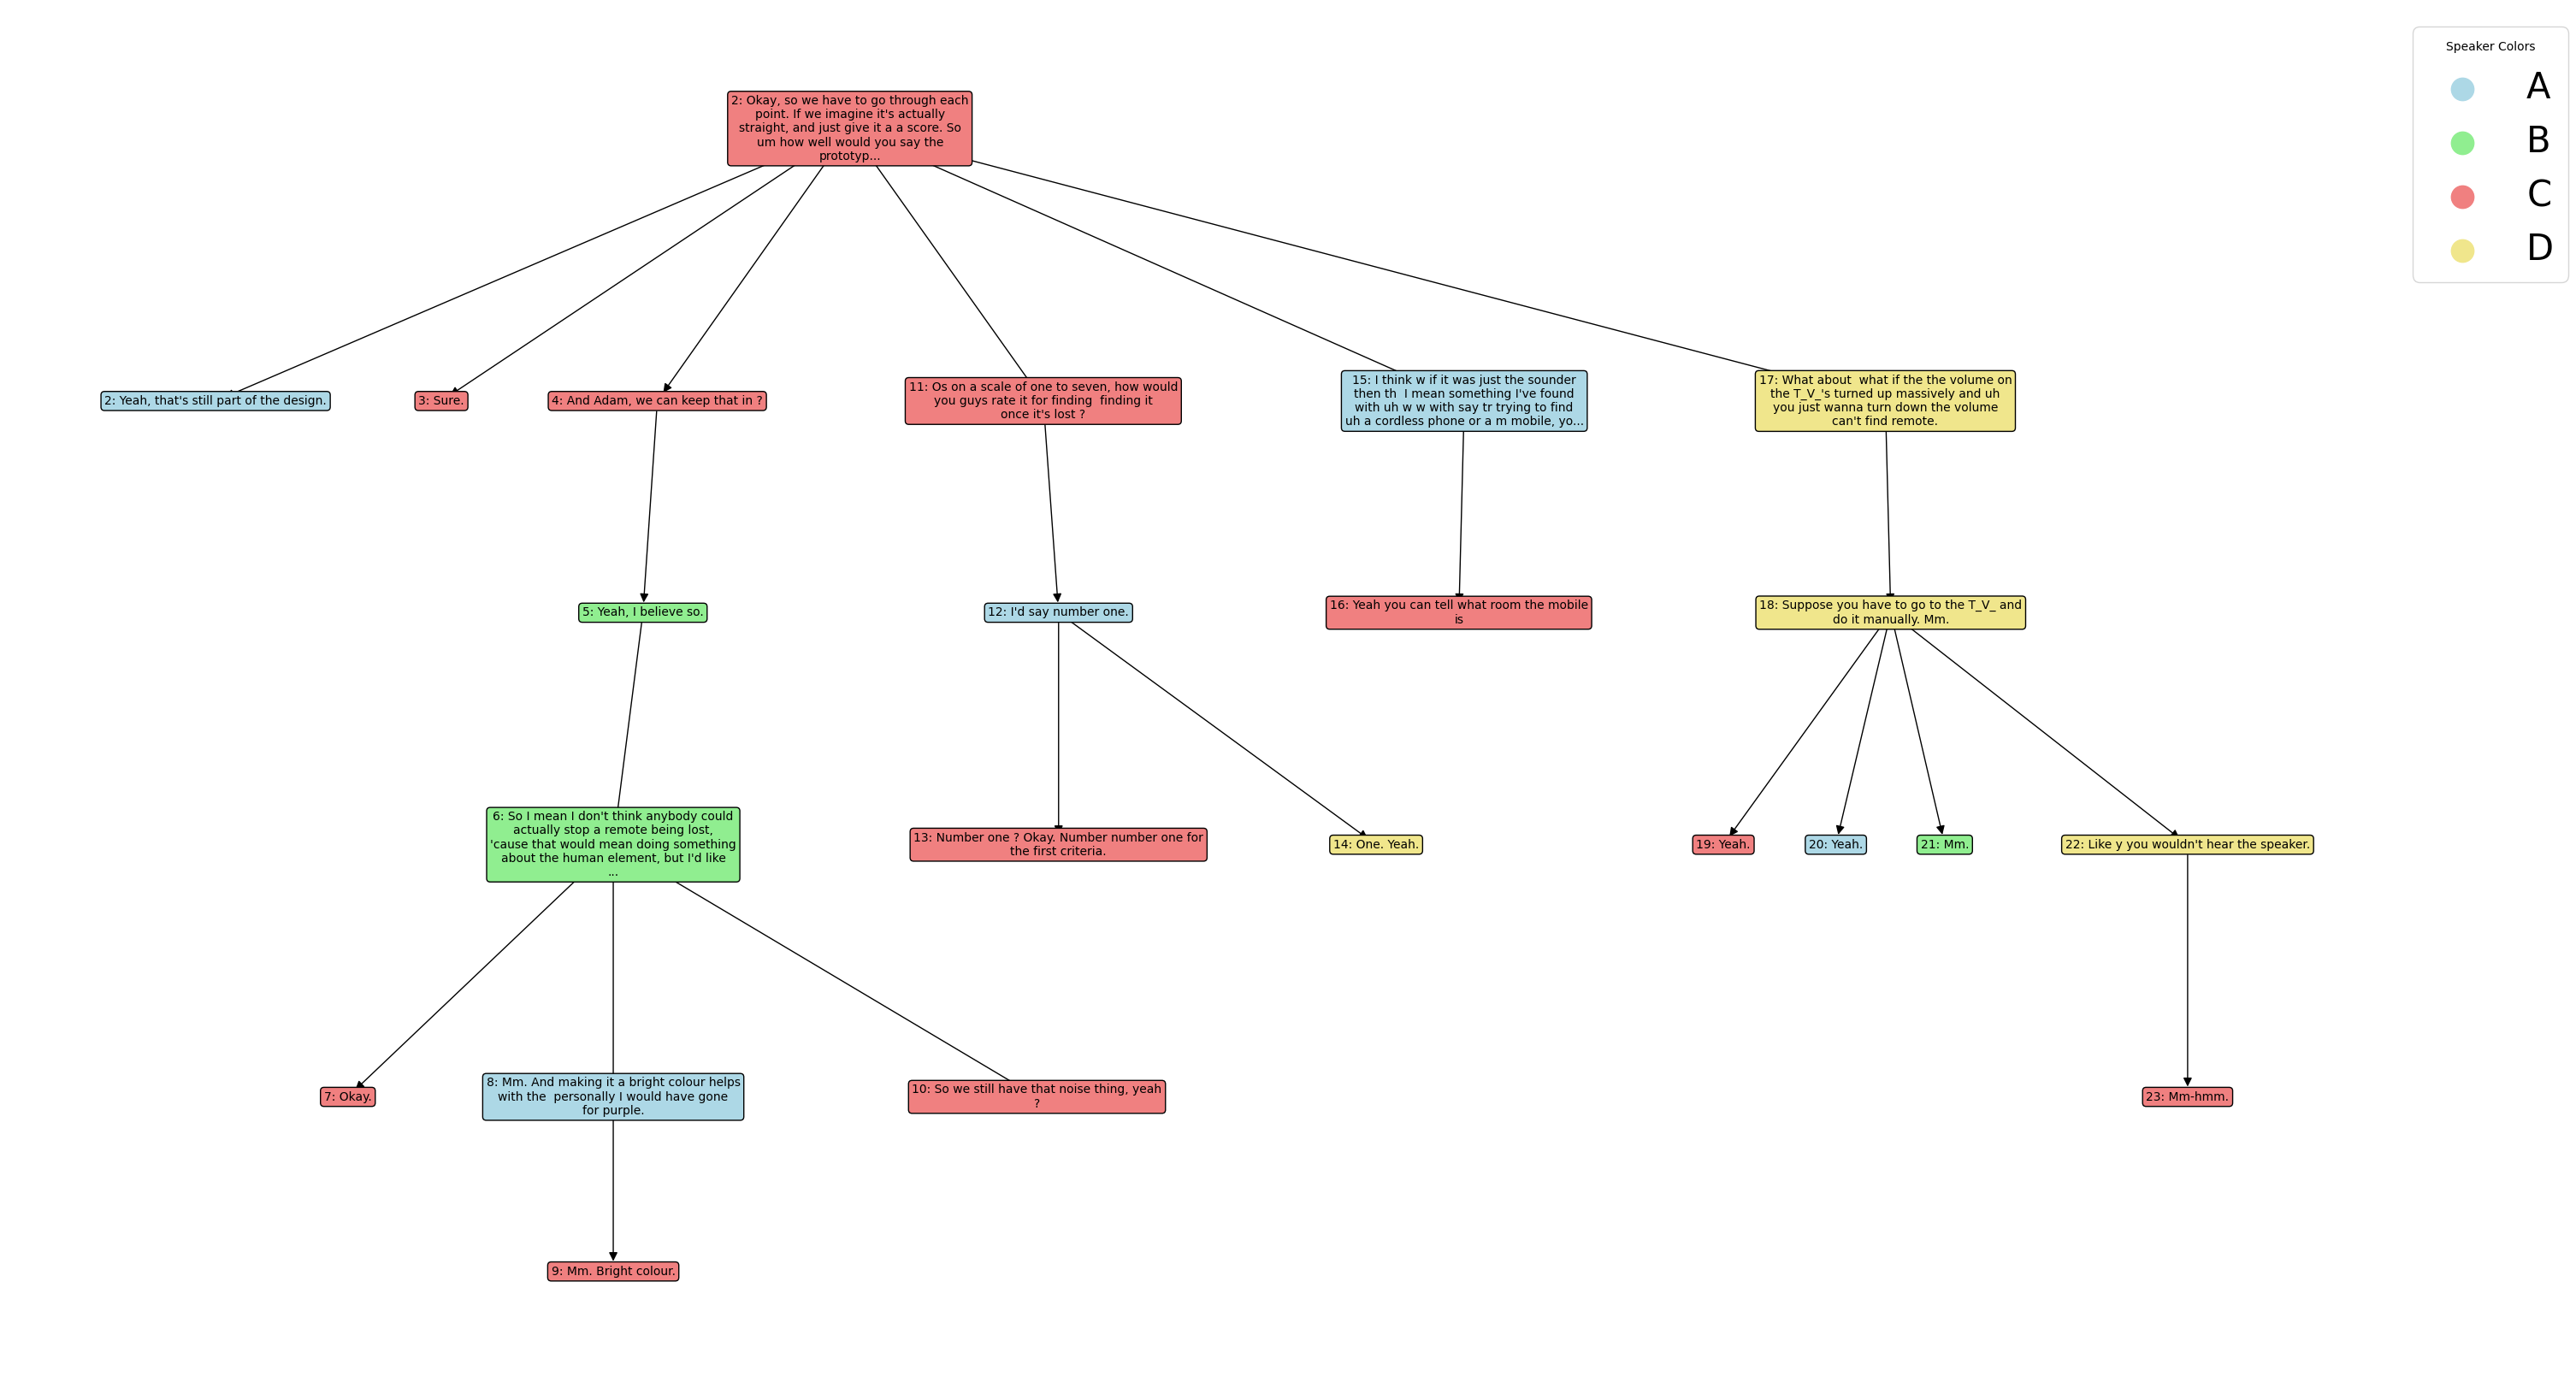 Speaker Colors
A
B
C
D
2: Okay, so we have to go through each
point. If we imagine it's actually
straight, and just give it a a score. So
um how well would you say the
prototyp...
2: Yeah, that's still part of the design.
3: Sure.
4: And Adam, we can keep that in ?
11: Os on a scale of one to seven, how would
you guys rate it for finding  finding it
once it's lost ?
15: I think w if it was just the sounder
then th  I mean something I've found
with uh w w with say tr trying to find
uh a cordless phone or a m mobile, yo...
17: What about  what if the the volume on
the T_V_'s turned up massively and uh
you just wanna turn down the volume
can't find remote.
5: Yeah, I believe so.
12: I'd say number one.
16: Yeah you can tell what room the mobile
is
18: Suppose you have to go to the T_V_ and
do it manually. Mm.
6: So I mean I don't think anybody could
actually stop a remote being lost,
'cause that would mean doing something
about the human element, but I'd like
...
13: Number one ? Okay. Number number one for
the first criteria.
14: One. Yeah.
19: Yeah.
20: Yeah.
21: Mm.
22: Like y you wouldn't hear the speaker.
7: Okay.
8: Mm. And making it a bright colour helps
with the  personally I would have gone
for purple.
10: So we still have that noise thing, yeah
?
23: Mm-hmm.
9: Mm. Bright colour.